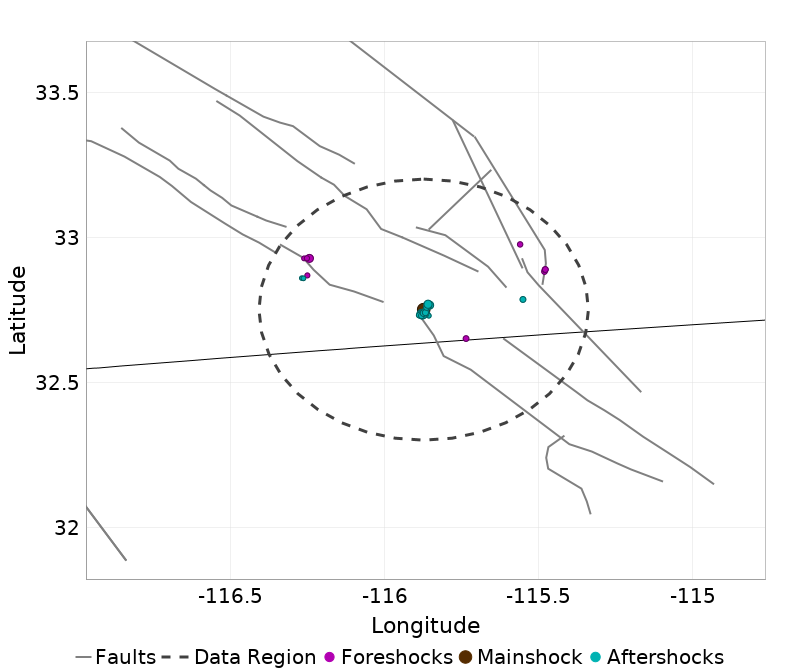 33.5
33
32.5
32
Latitude
-116.5
-116
-115.5
-115
Longitude
Faults
Data Region
Foreshocks
Mainshock
Aftershocks